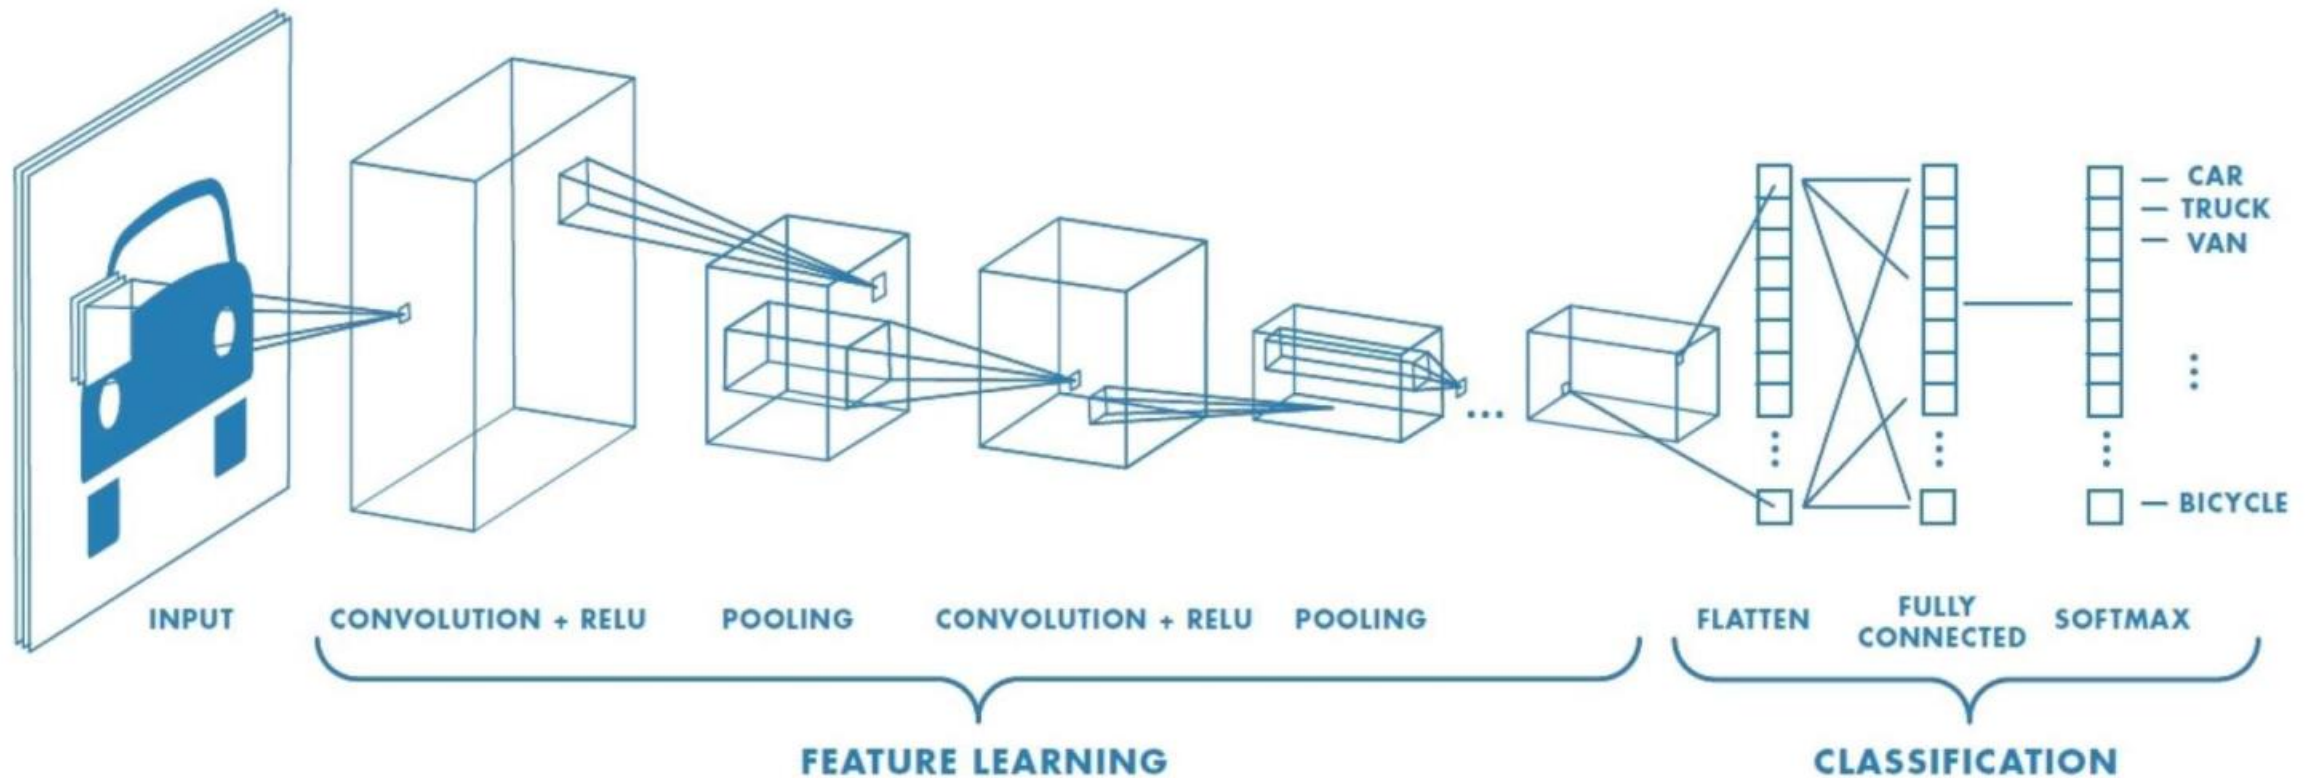 CAR
TRUCK
VAN
BICYCLE
INPUT
CONVOLUTION + RELU
POOLING
CONVOLUTION + RELU
POOLING
FLATTEN
FULLY
CONNECTED
SOFTMAX
FEATURE LEARNING
CLASSIFICATION